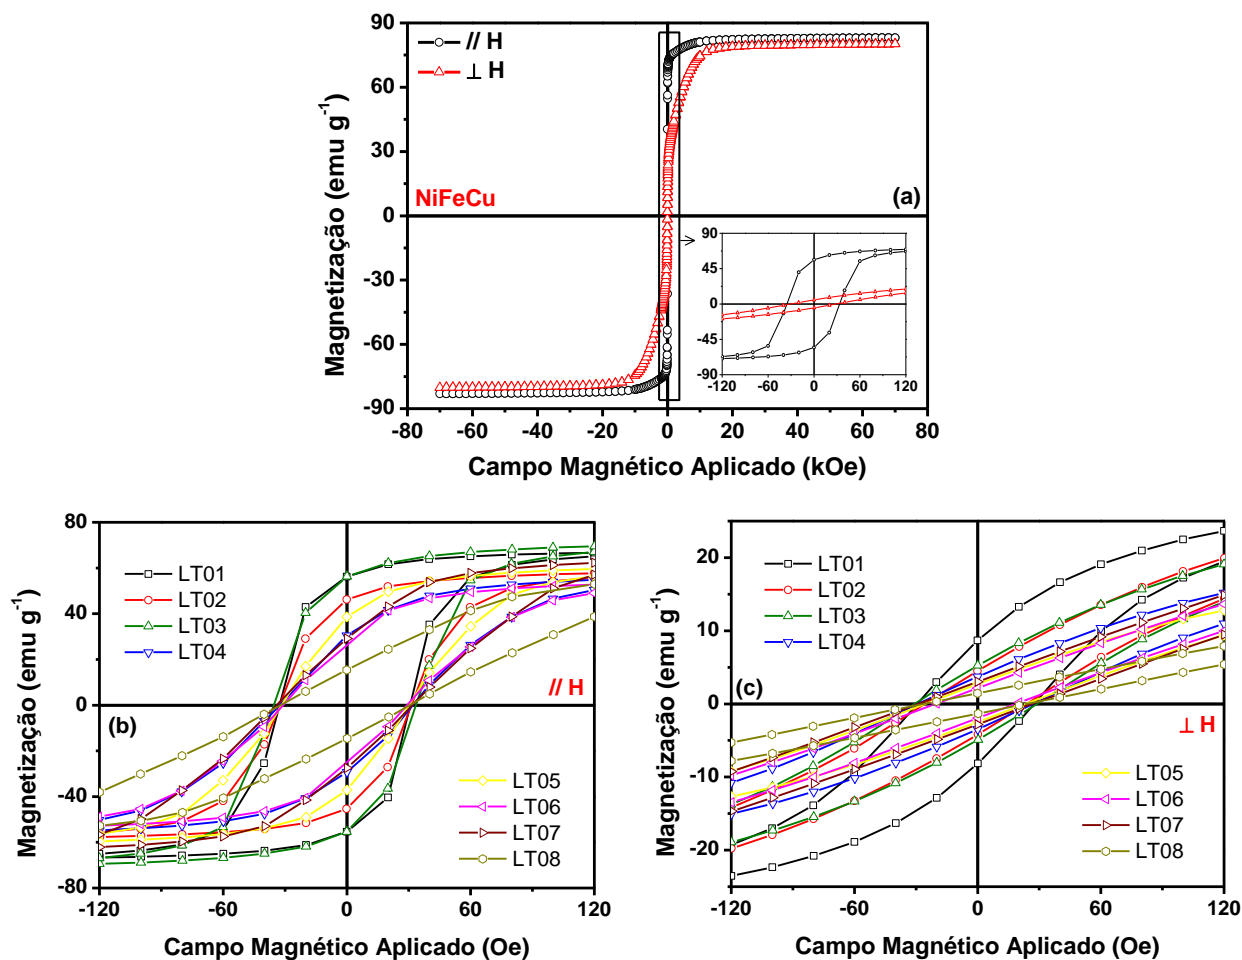 // H
⊥ H
NiFeCu
(a)
Magnetização (emu g⁻¹)
90
60
30
0
-30
-60
-90
-80
-60
-40
-20
0
20
40
60
80
Campo Magnético Aplicado (kOe)
90
45
0
-45
-90
-120
-60
0
60
120
LT01
LT02
LT03
LT04
// H
(b)
LT05
LT06
LT07
LT08
Magnetização (emu g⁻¹)
80
40
0
-40
-80
-120
-60
0
60
120
Campo Magnético Aplicado (Oe)
LT01
LT02
LT03
LT04
(c)
⊥ H
LT05
LT06
LT07
LT08
Magnetização (emu g⁻¹)
20
10
0
-10
-20
-120
-60
0
60
120
Campo Magnético Aplicado (Oe)